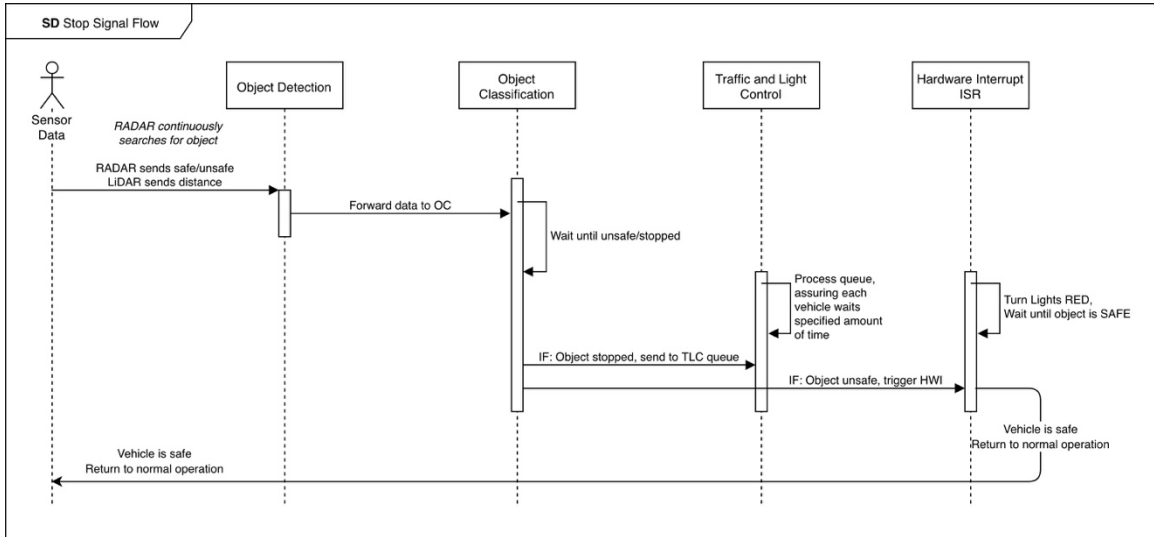 SD Stop Signal Flow
Sensor
Data
Object Detection
Object
Classification
Traffic and Light
Control
Hardware Interrupt
ISR
RADAR continuously
searches for object
RADAR sends safe/unsafe
LiDAR sends distance
Forward data to OC
Wait until unsafe/stopped
Process queue,
assuring each
vehicle waits
specified amount
of time
Turn Lights RED,
Wait until object is SAFE
IF: Object stopped, send to TLC queue
IF: Object unsafe, trigger HWI
Vehicle is safe
Return to normal operation
Vehicle is safe
Return to normal operation